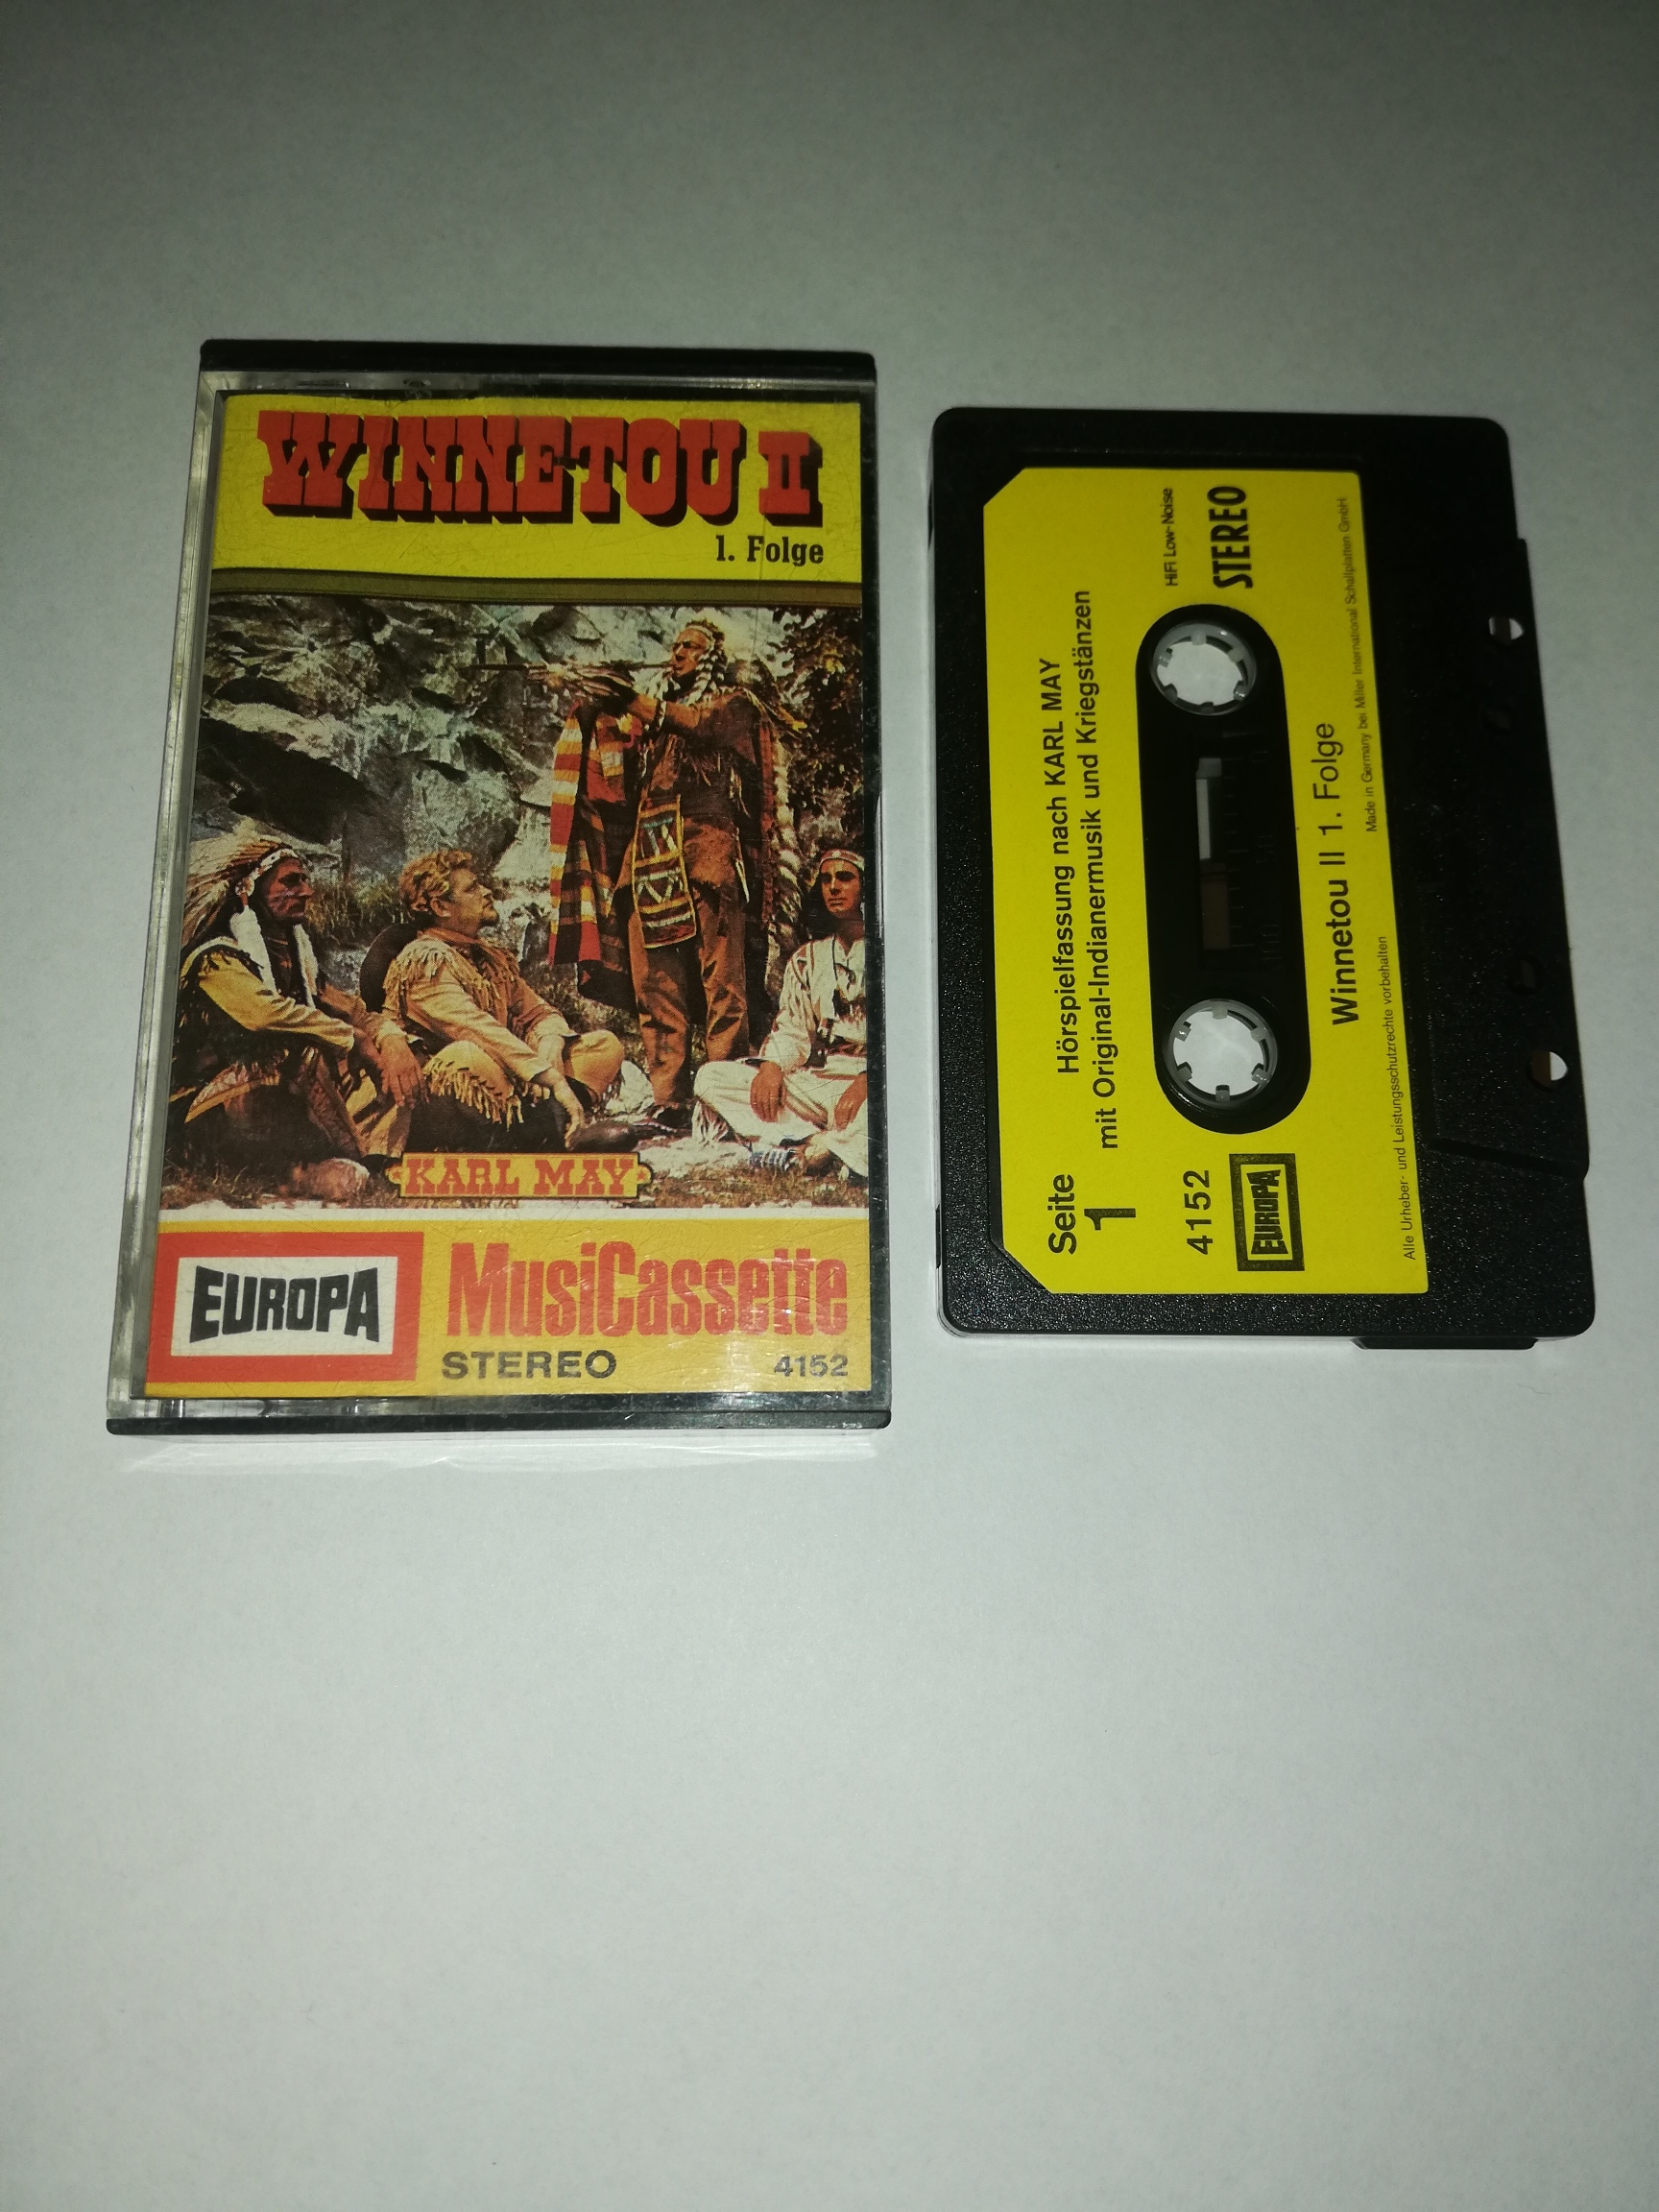 WINNETOU II
1. Folge
KARL MAY
EUROPA
MusiCassette
STEREO 4152
Seite
1
Hörspielfassung nach KARL MAY
mit Original-Indianermusik und Kriegstänzen
HiFi Low-Noise
STEREO
4152
EUROPA
Winnetou II 1. Folge
Alle Urheber- und Leistungsschutzrechte vorbehalten
Made in Germany bei Miller International Schallplatten GmbH